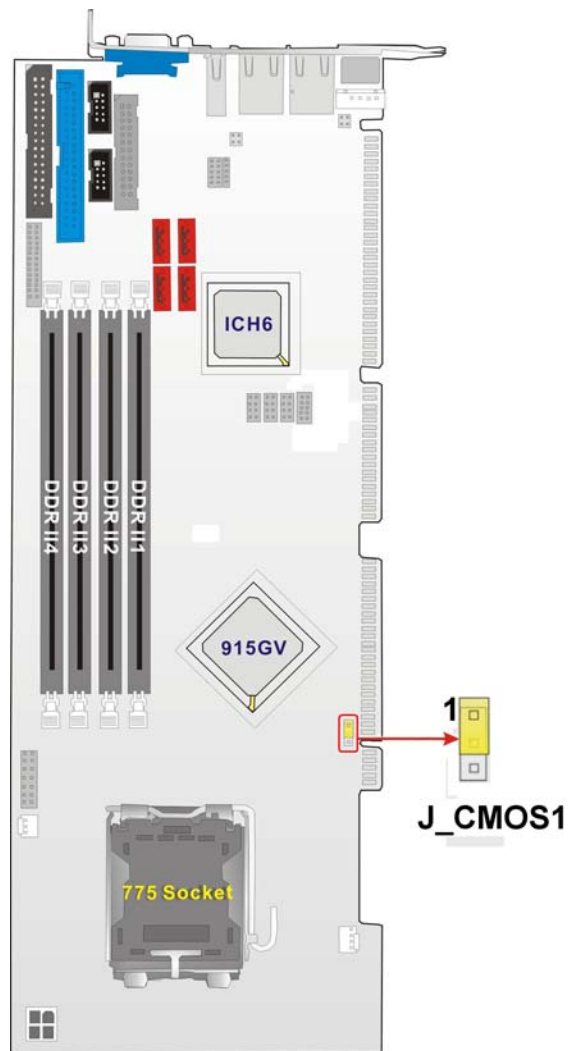 ICH6
DDR II4
DDR II3
DDR II2
DDR II1
915GV
1
J_CMOS1
775 Socket